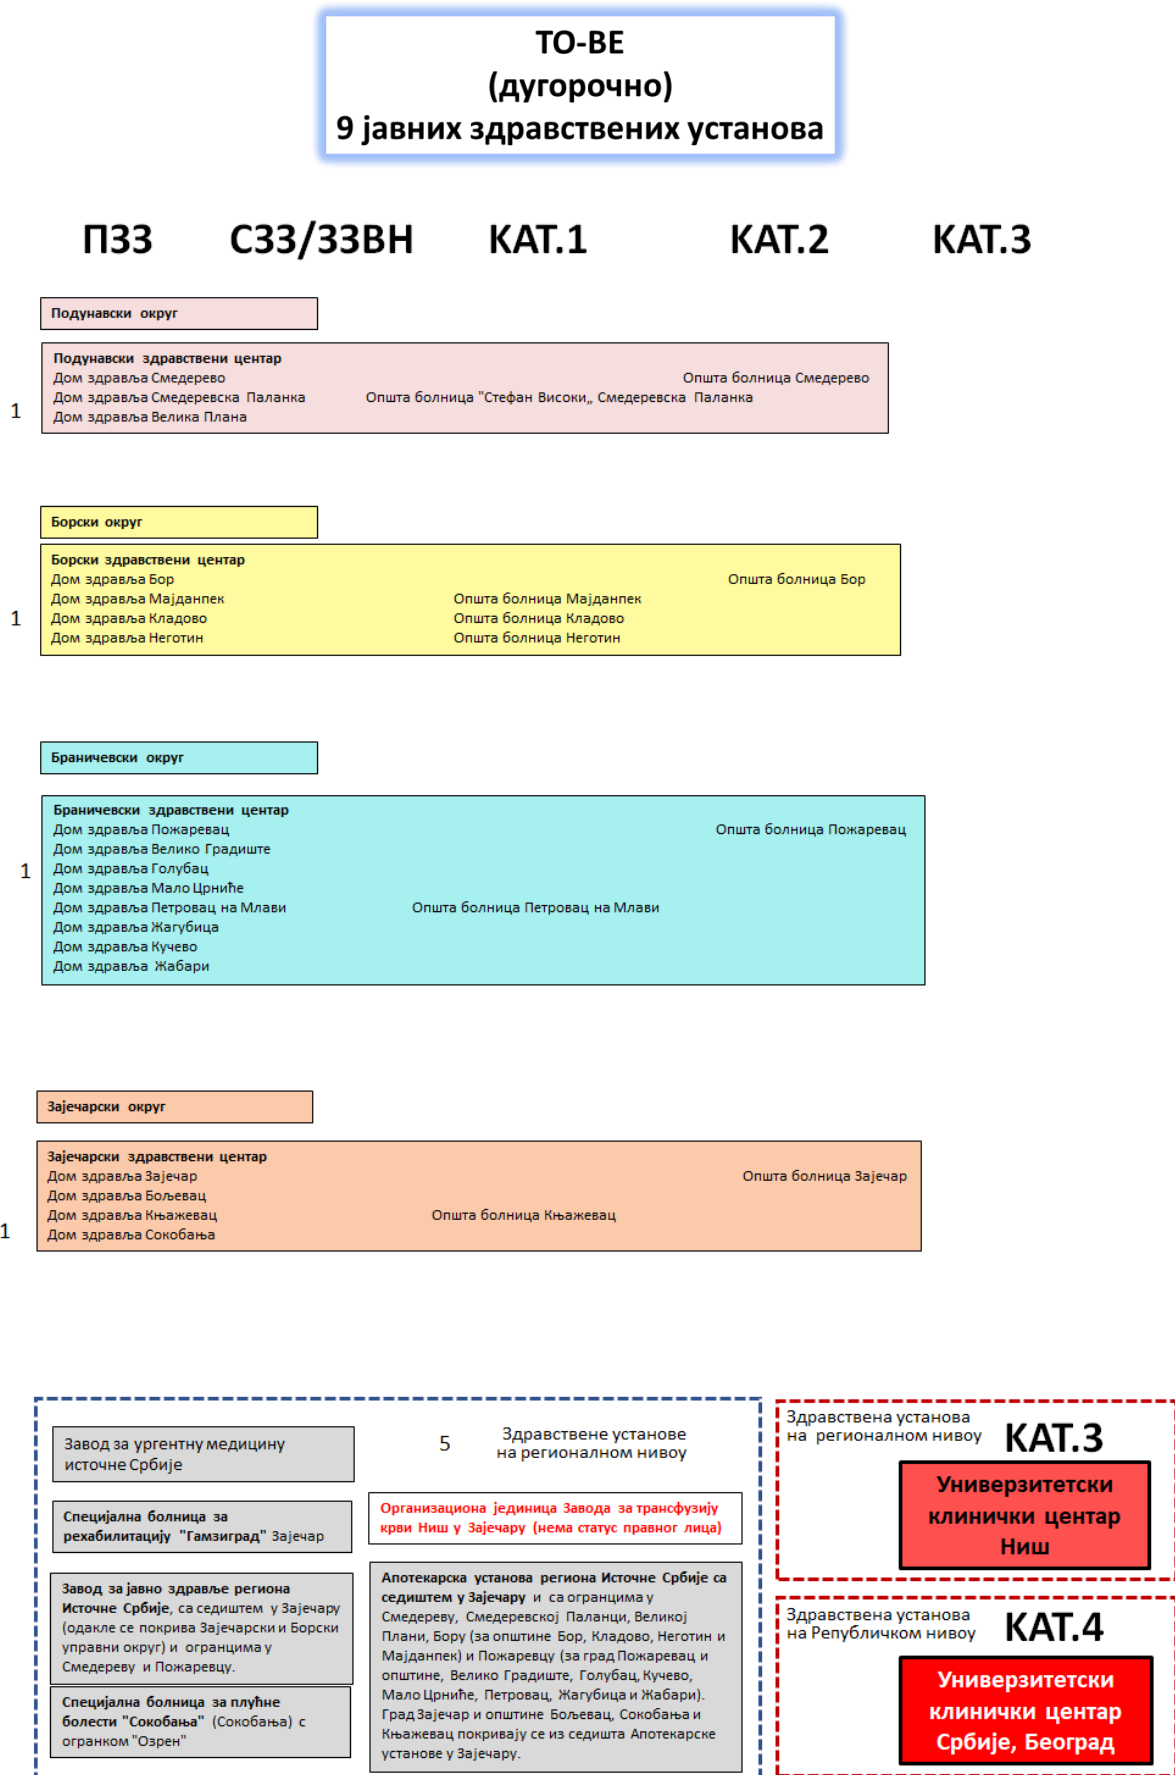 ТО-ВЕ
(дугорочно)
9 јавних здравствених установа
ПЗЗ СЗЗ/ЗЗВН КАТ.1 КАТ.2 КАТ.3
Подунавски округ
Подунавски здравствени центар
Дом здравља Смедерево Општа болница Смедерево
Дом здравља Смедеревска Паланка Општа болница "Стефан Високи„ Смедеревска Паланка
Дом здравља Велика Плана
1
Борски округ
Борски здравствени центар
Дом здравља Бор Општа болница Бор
Дом здравља Мајданпек Општа болница Мајданпек
Дом здравља Кладово Општа болница Кладово
Дом здравља Неготин Општа болница Неготин
1
Браничевски округ
Браничевски здравствени центар
Дом здравља Пожаревац Општа болница Пожаревац
Дом здравља Велико Градиште
Дом здравља Голубац
Дом здравља Мало Црниће
Дом здравља Петровац на Млави Општа болница Петровац на Млави
Дом здравља Жагубица
Дом здравља Кучево
Дом здравља Жабари
1
Зајечарски округ
Зајечарски здравствени центар
Дом здравља Зајечар Општа болница Зајечар
Дом здравља Бољевац
Дом здравља Књажевац Општа болница Књажевац
Дом здравља Сокобања
1
Завод за ургентну медицину
источне Србије
5
Здравствене установе
на регионалном нивоу
Специјална болница за
рехабилитацију "Гамзиград" Зајечар
Организациона јединица Завода за трансфузију
крви Ниш у Зајечару (нема статус правног лица)
Завод за јавно здравље региона
Источне Србије, са седиштем у Зајечару
(одакле се покрива Зајечарски и Борски
управни округ) и огранцима у
Смедереву и Пожаревцу.
Специјална болница за плућне
болести "Сокобања" (Сокобања) с
огранком "Озрен"
Апотекарска установа региона Источне Србије са
седиштем у Зајечару и са огранцима у
Смедереву, Смедеревској Паланци, Великој
Плани, Бору (за општине Бор, Кладово, Неготин и
Мајданпек) и Пожаревцу (за град Пожаревац и
општине, Велико Градиште, Голубац, Кучево,
Мало Црниће, Петровац, Жагубица и Жабари).
Град Зајечар и општине Бољевац, Сокобања и
Књажевац покривају се из седишта Апотекарске
установе у Зајечару.
Здравствена установа
на регионалном нивоу
КАТ.3
Универзитетски
клинички центар
Ниш
Здравствена установа
на Републичком нивоу
КАТ.4
Универзитетски
клинички центар
Србије, Београд